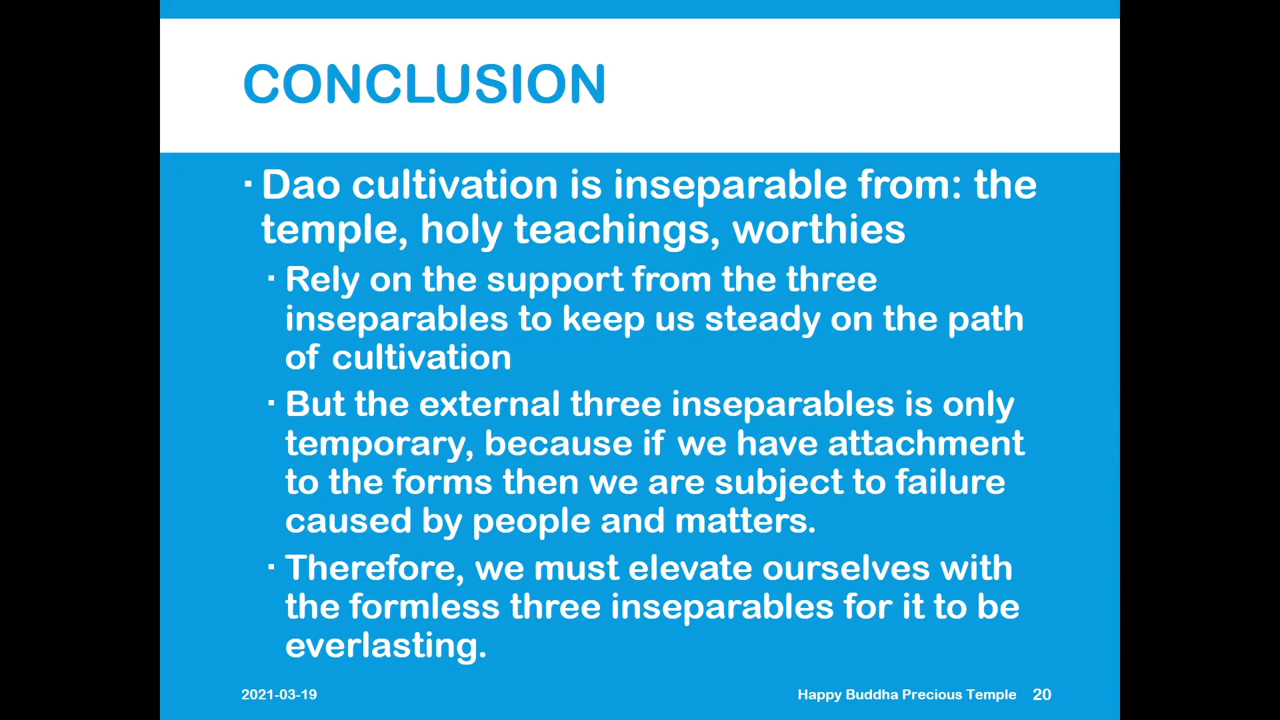 CONCLUSION
▪ Dao cultivation is inseparable from: the
temple, holy teachings, worthies
▪ Rely on the support from the three
inseparables to keep us steady on the path
of cultivation
▪ But the external three inseparables is only
temporary, because if we have attachment
to the forms then we are subject to failure
caused by people and matters.
▪ Therefore, we must elevate ourselves with
the formless three inseparables for it to be
everlasting.
2021-03-19 Happy Buddha Precious Temple 20